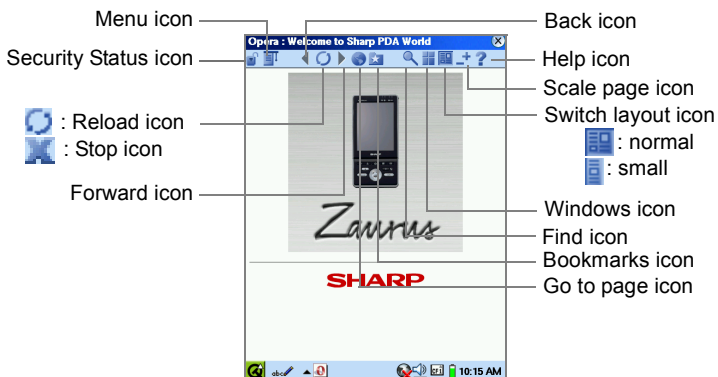 Menu icon
Back icon
Security Status icon
Opera : Welcome to Sharp PDA World
Help icon
Scale page icon
Switch layout icon
: normal
: small
: Reload icon
: Stop icon
Forward icon
Zaurus
Windows icon
Find icon
Bookmarks icon
Go to page icon
SHARP
abc
10:15 AM